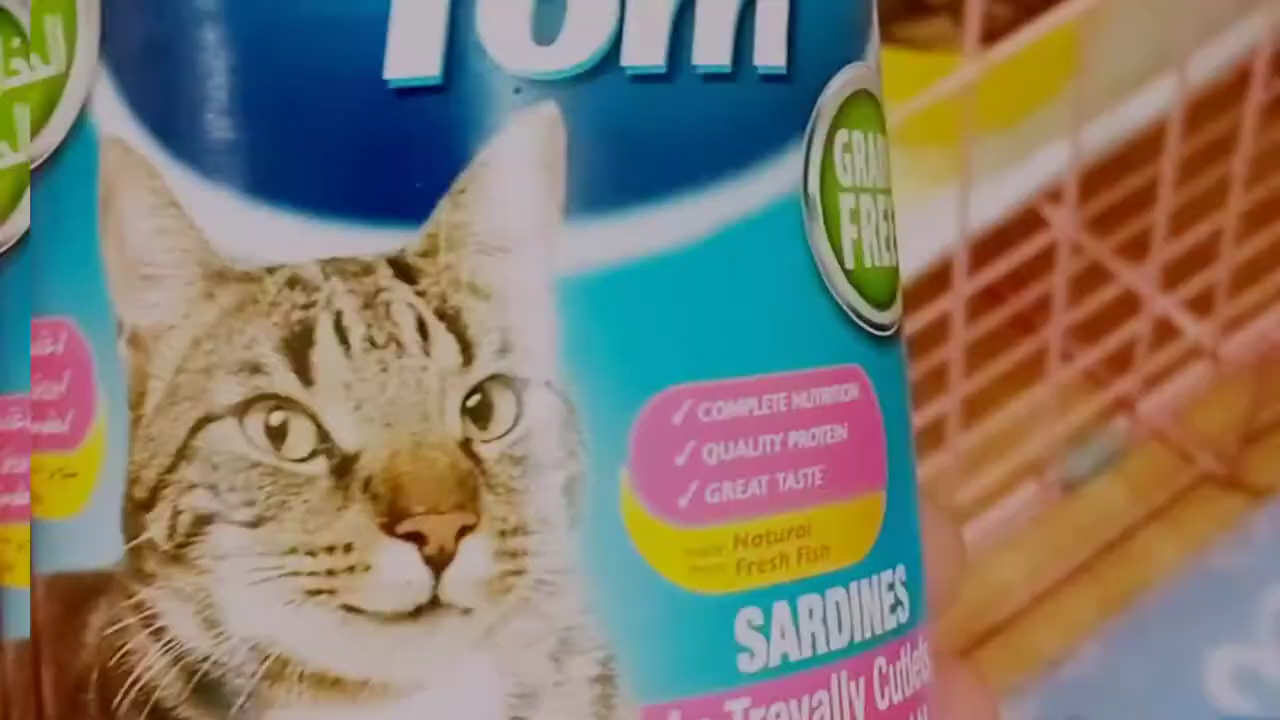 Tom
GRAIN
FREE
✓ COMPLETE NUTRITION
✓ QUALITY PROTEIN
✓ GREAT TASTE
Natural
Fresh Fish
SARDINES
Trevally Cutlets